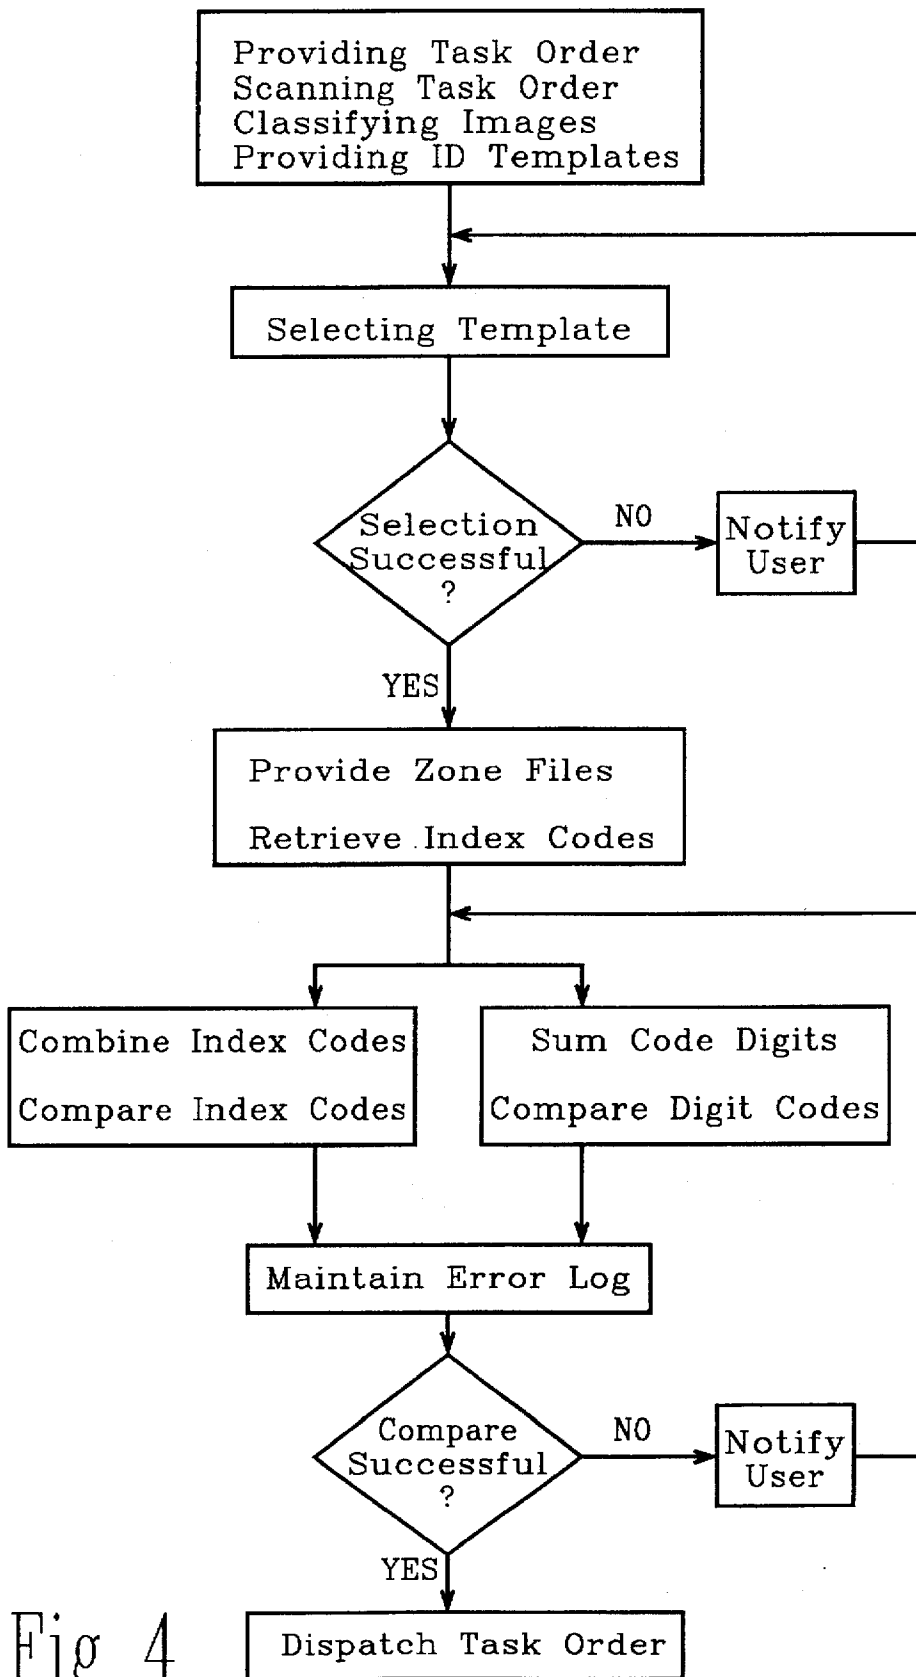 Providing Task Order
Scanning Task Order
Classifying Images
Providing ID Templates
Selecting Template
Selection
Successful
?
NO
Notify
User
YES
Provide Zone Files
Retrieve Index Codes
Combine Index Codes
Compare Index Codes
Sum Code Digits
Compare Digit Codes
Maintain Error Log
Compare
Successful
?
NO
Notify
User
YES
Dispatch Task Order
Fig 4